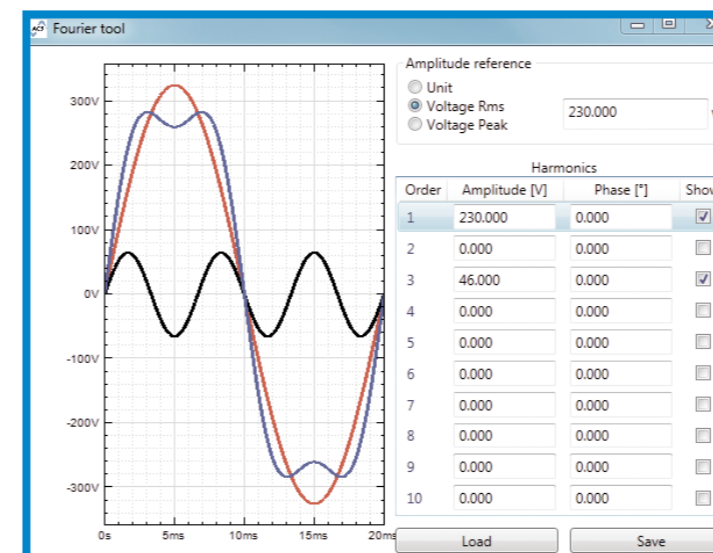 ACS Fourier tool
300V
200V
100V
0V
-100V
-200V
-300V
0s 5ms 10ms 15ms 20ms
Amplitude reference
Unit
Voltage Rms 230.000
Voltage Peak
Harmonics
Order Amplitude [V] Phase [°] Show
1 230.000 0.000
2 0.000 0.000
3 46.000 0.000
4 0.000 0.000
5 0.000 0.000
6 0.000 0.000
7 0.000 0.000
8 0.000 0.000
9 0.000 0.000
10 0.000 0.000
Load Save